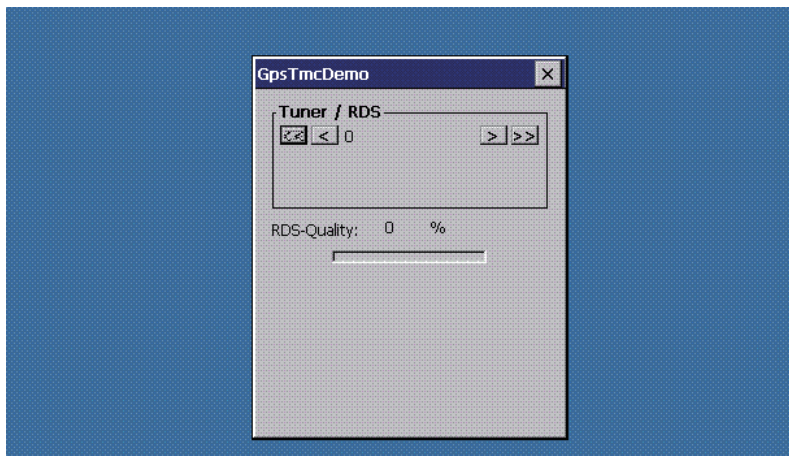 GpsTmcDemo
Tuner / RDS
<< < 0 > >>
RDS-Quality: 0 %